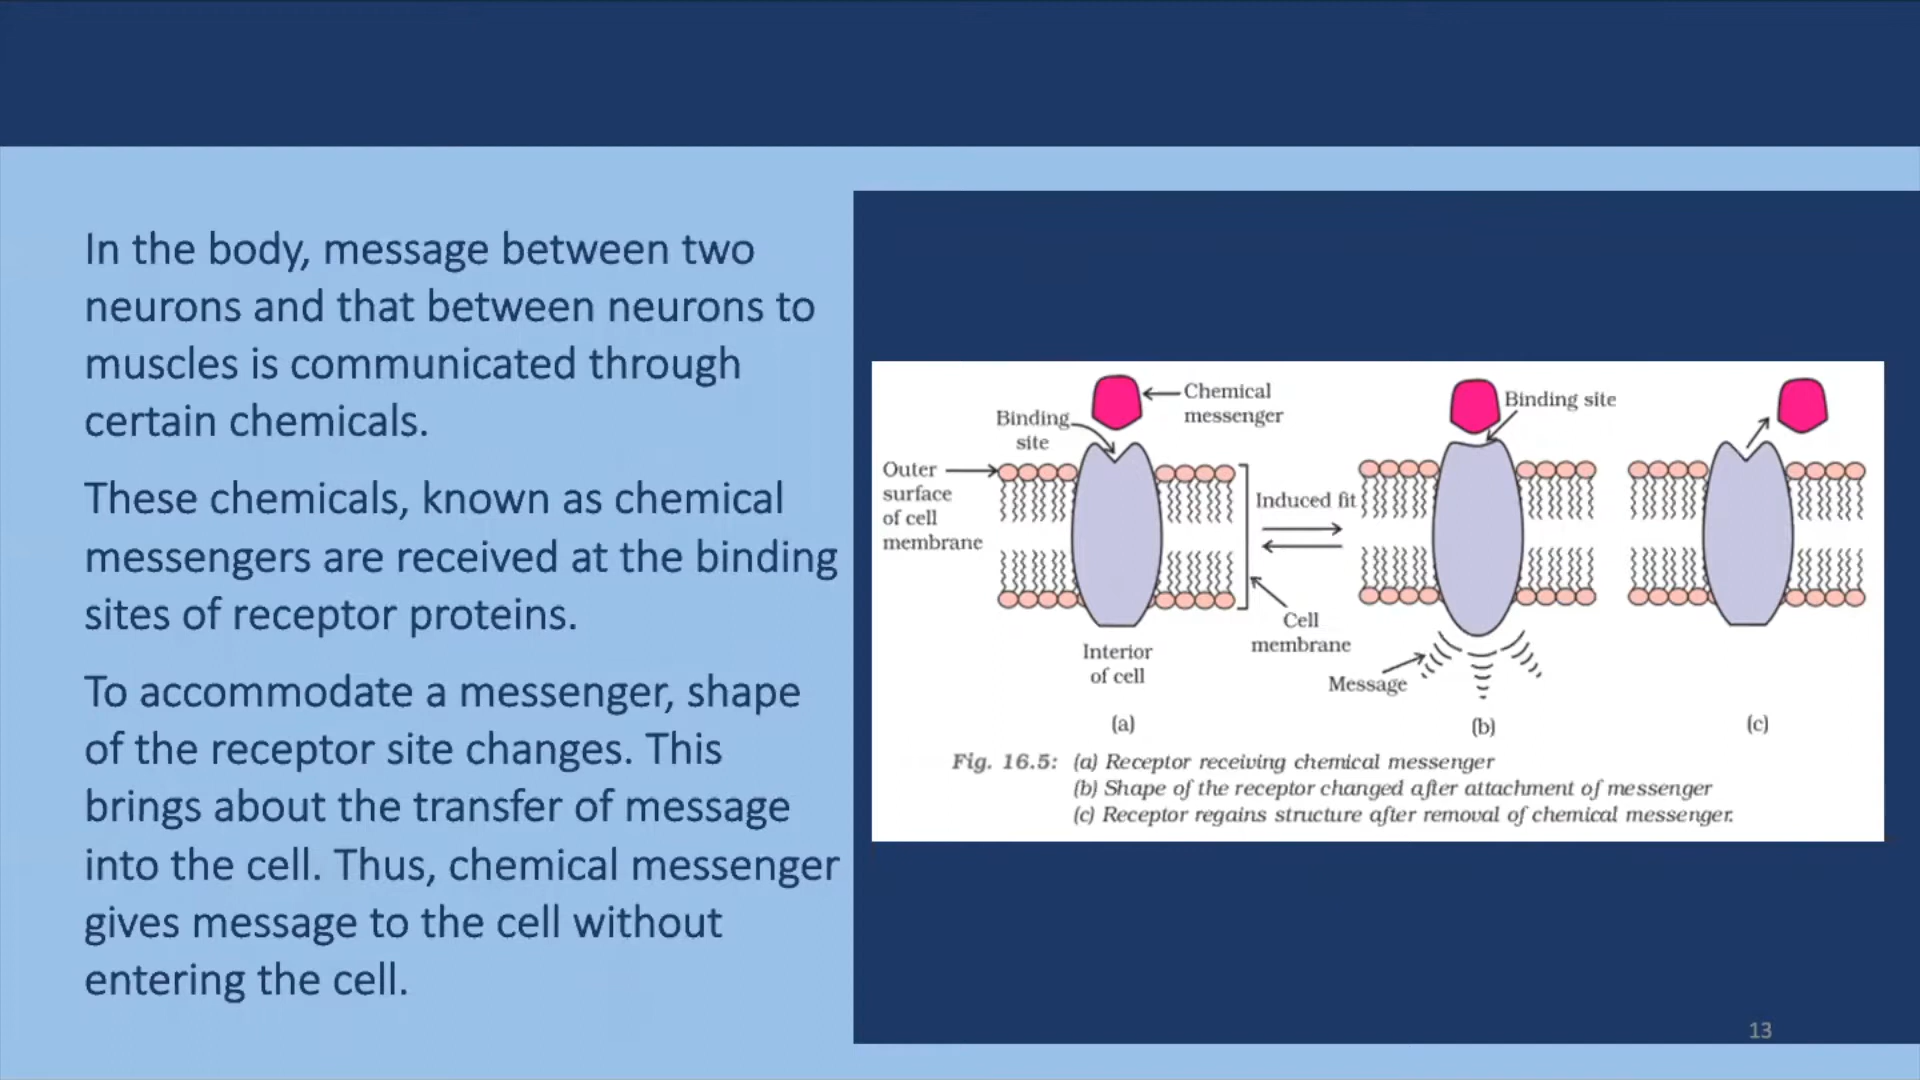 In the body, message between two
neurons and that between neurons to
muscles is communicated through
certain chemicals.
These chemicals, known as chemical
messengers are received at the binding
sites of receptor proteins.
To accommodate a messenger, shape
of the receptor site changes. This
brings about the transfer of message
into the cell. Thus, chemical messenger
gives message to the cell without
entering the cell.
Chemical
messenger
Binding
site
Outer
surface
of cell
membrane
Interior
of cell
(a)
Induced fit
Cell
membrane
Binding site
Message
(b)
(c)
Fig. 16.5: (a) Receptor receiving chemical messenger
(b) Shape of the receptor changed after attachment of messenger
(c) Receptor regains structure after removal of chemical messenger.
13